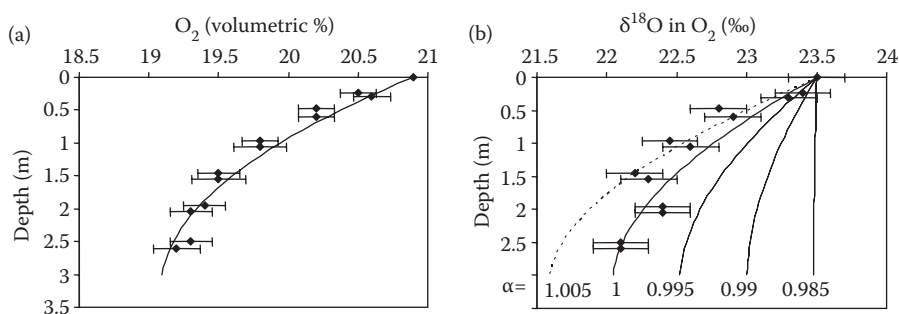 (a)
O₂ (volumetric %)
18.5 19 19.5 20 20.5 21
0
0.5
1
1.5
2
2.5
3
3.5
Depth (m)
(b)
δ¹⁸O in O₂ (‰)
21.5 22 22.5 23 23.5 24
0
0.5
1
1.5
2
2.5
Depth (m)
α= 1.005 1 0.995 0.99 0.985